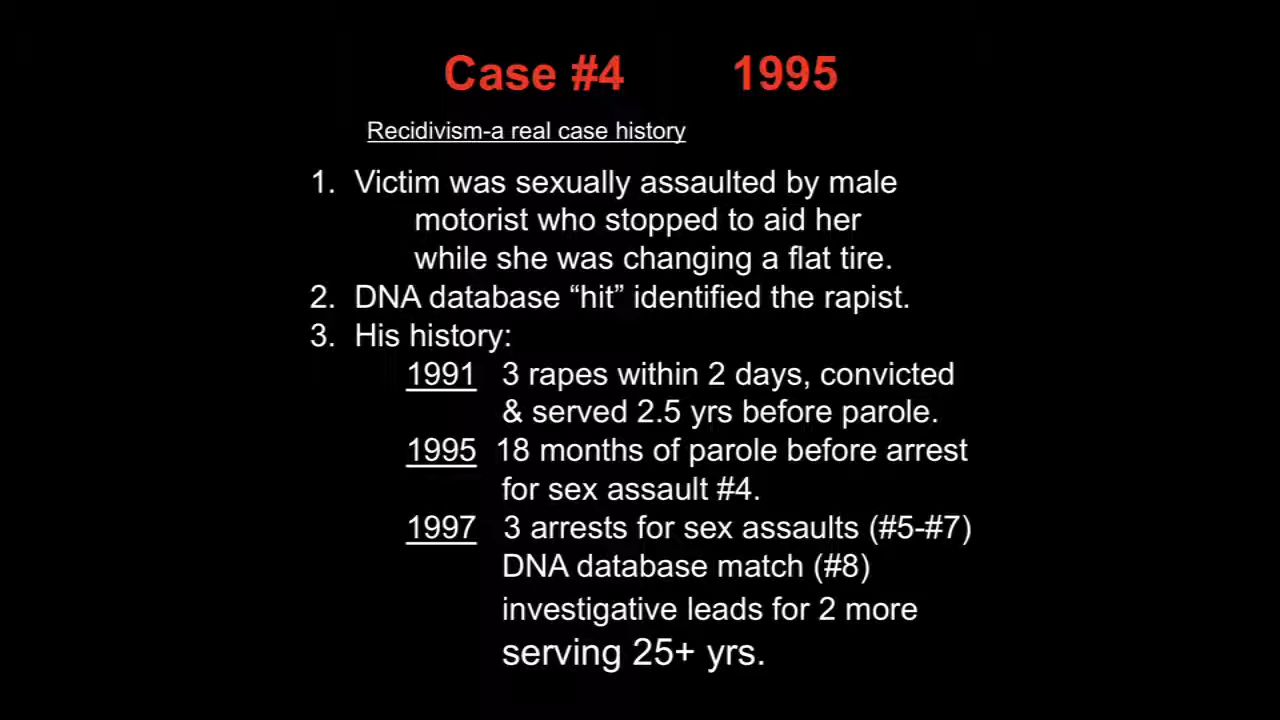 Case #4 1995
Recidivism-a real case history
1. Victim was sexually assaulted by male
motorist who stopped to aid her
while she was changing a flat tire.
2. DNA database “hit” identified the rapist.
3. His history:
1991 3 rapes within 2 days, convicted
& served 2.5 yrs before parole.
1995 18 months of parole before arrest
for sex assault #4.
1997 3 arrests for sex assaults (#5-#7)
DNA database match (#8)
investigative leads for 2 more
serving 25+ yrs.